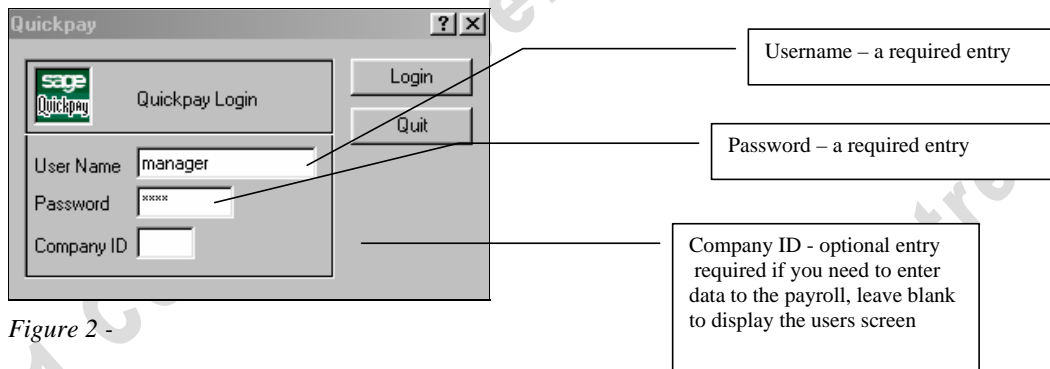 Quickpay
? ×
sage
Quickpay
Quickpay Login
Login
Quit
User Name manager
Password ××××
Company ID
Username – a required entry
Password – a required entry
Company ID - optional entry
required if you need to enter
data to the payroll, leave blank
to display the users screen
Figure 2 -